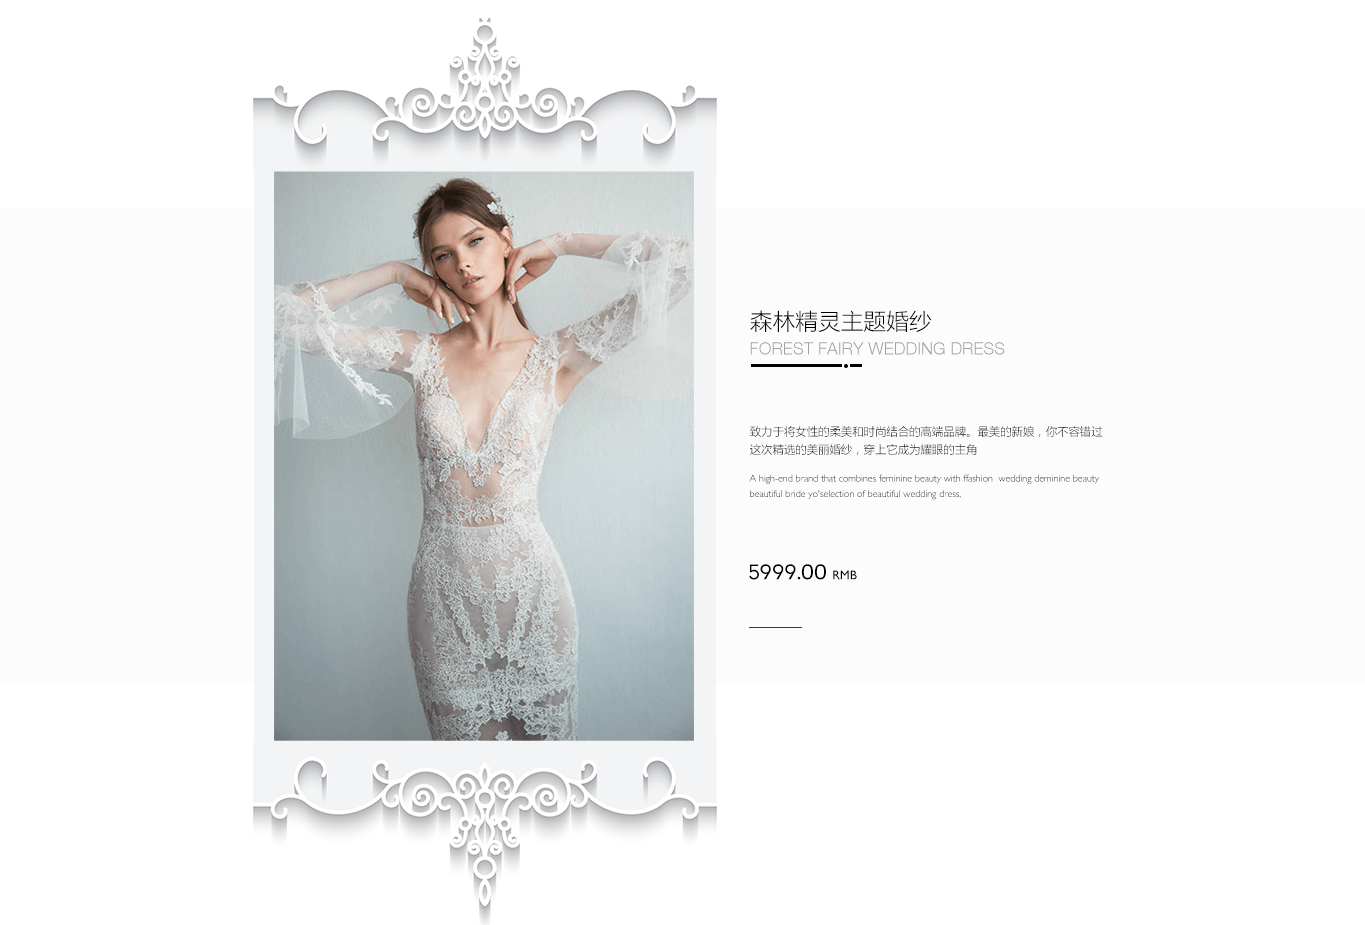 森林精灵主题婚纱
FOREST FAIRY WEDDING DRESS
致力于将女性的柔美和时尚结合的高端品牌。最美的新娘，你不容错过
这次精选的美丽婚纱，穿上它成为耀眼的主角
A high-end brand that combines feminine beauty with ffashion wedding deminine beauty
beautiful bride yo'selection of beautiful wedding dress.
5999.00 RMB